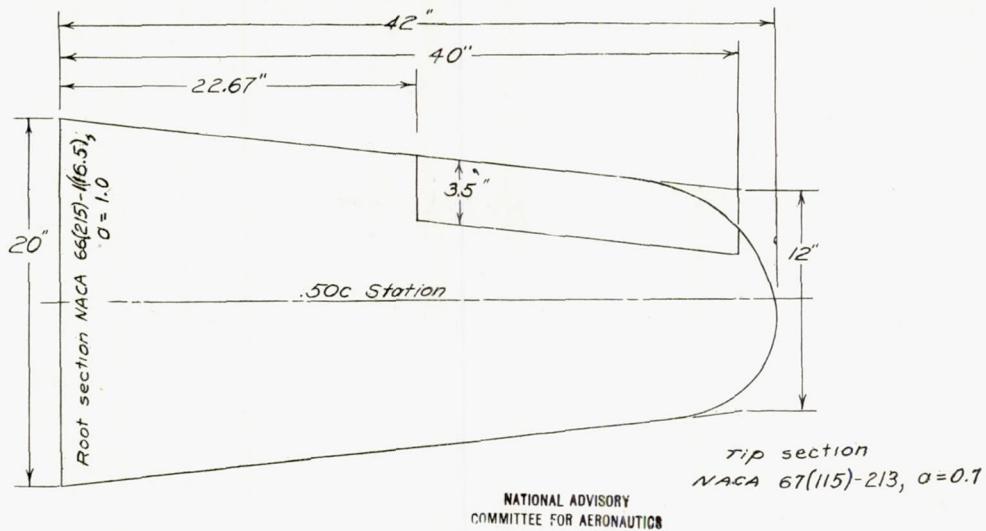 42"
40"
22.67"
3.5"
20"
12"
Root section NACA 66(215)-1(16.5),
a = 1.0
.50c Station
Tip section
NACA 67(115)-213, a=0.7
NATIONAL ADVISORY
COMMITTEE FOR AERONAUTICS